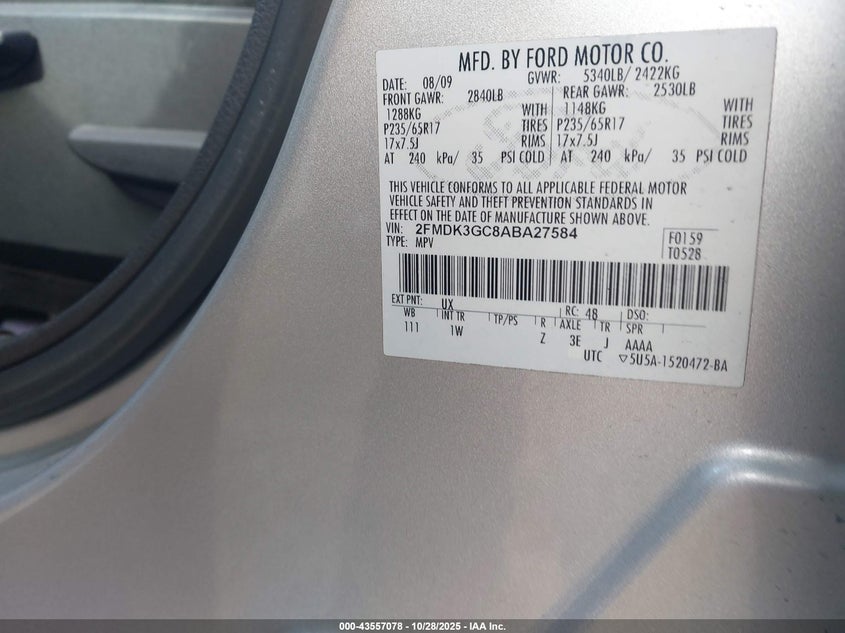 MFD. BY FORD MOTOR CO.
DATE: 08/09 GVWR: 5340LB/ 2422KG
FRONT GAWR: 2840LB REAR GAWR: 2530LB
1288KG WITH 1148KG WITH
P235/65R17 TIRES P235/65R17 TIRES
17x7.5J RIMS 17x7.5J RIMS
AT 240 kPa/ 35 PSI COLD AT 240 kPa/ 35 PSI COLD
THIS VEHICLE CONFORMS TO ALL APPLICABLE FEDERAL MOTOR
VEHICLE SAFETY AND THEFT PREVENTION STANDARDS IN
EFFECT ON THE DATE OF MANUFACTURE SHOWN ABOVE.
VIN: 2FMDK3GC8ABA27584
TYPE: MPV
F0159
T0528
EXT PNT: UX RC: 48 DSO:
WB INT TR TP/PS R AXLE TR SPR
111 1W Z 3E J AAAA
UTC ▽5U5A-1520472-BA
000-43557078 - 10/28/2025 - IAA Inc.